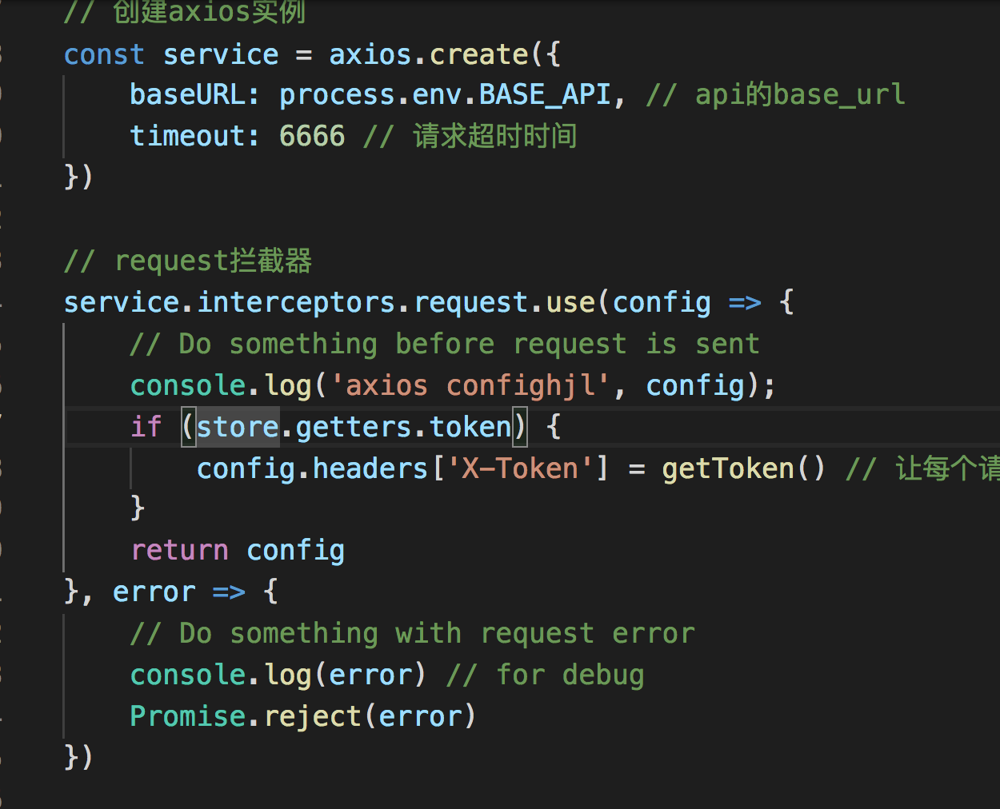 // 创建axios实例
const service = axios.create({
baseURL: process.env.BASE_API, // api的base_url
timeout: 6666 // 请求超时时间
})
// request拦截器
service.interceptors.request.use(config => {
// Do something before request is sent
console.log('axios confighjl', config);
if (store.getters.token) {
config.headers['X-Token'] = getToken() // 让每个请
}
return config
}, error => {
// Do something with request error
console.log(error) // for debug
Promise.reject(error)
})